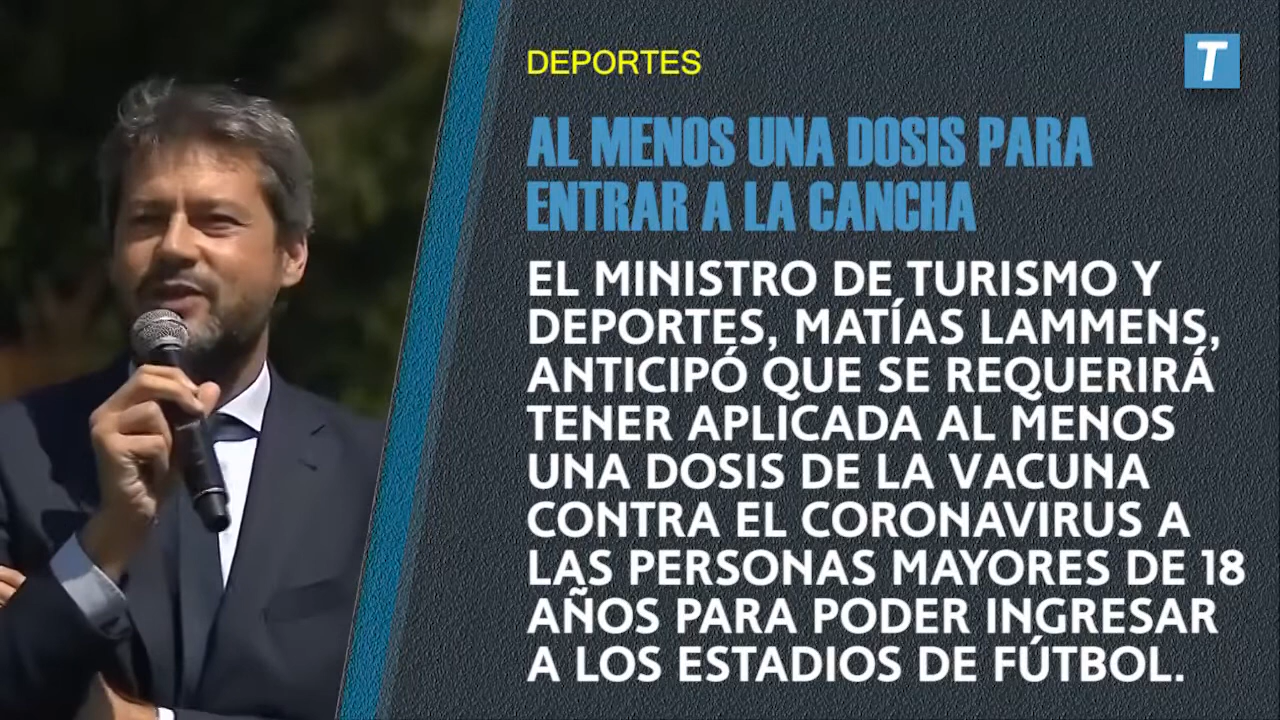 DEPORTES
T
AL MENOS UNA DOSIS PARA
ENTRAR A LA CANCHA
EL MINISTRO DE TURISMO Y
DEPORTES, MATÍAS LAMMENS,
ANTICIPÓ QUE SE REQUERIRÁ
TENER APLICADA AL MENOS
UNA DOSIS DE LA VACUNA
CONTRA EL CORONAVIRUS A
LAS PERSONAS MAYORES DE 18
AÑOS PARA PODER INGRESAR
A LOS ESTADIOS DE FÚTBOL.